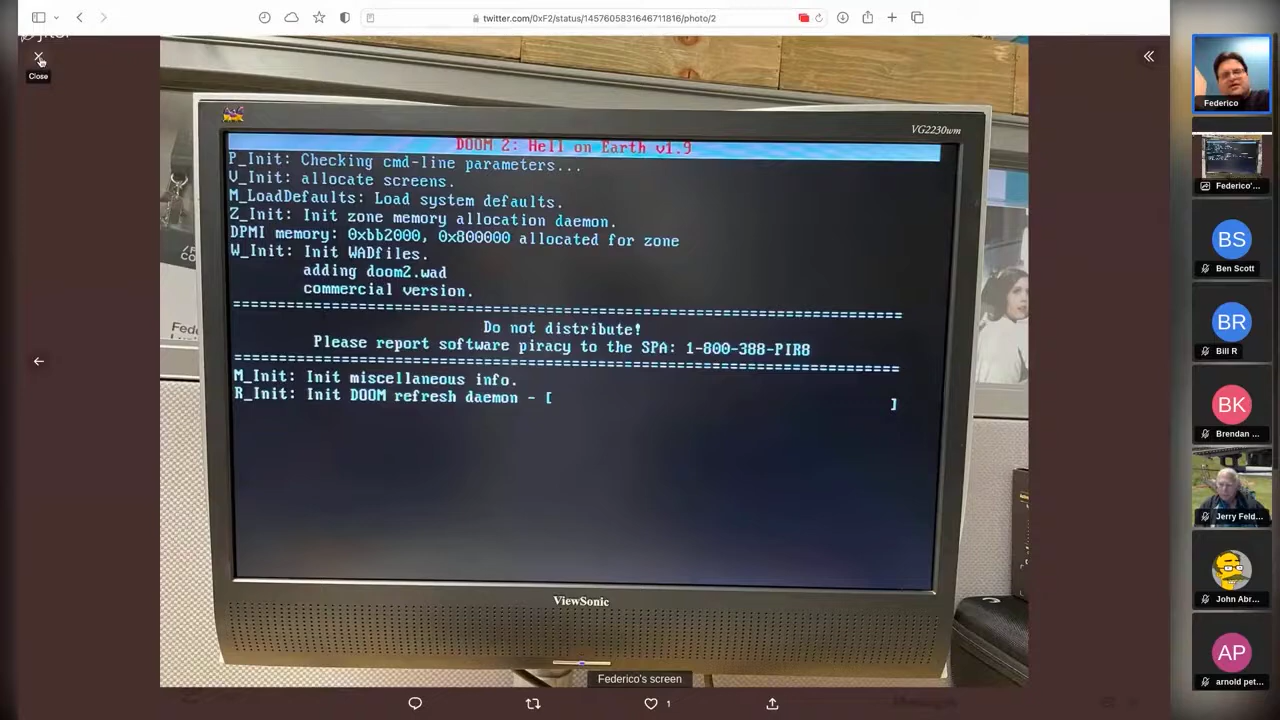 twitter.com/0xF2/status/1457605831646711816/photo/2
Close
VG2230wm
DOOM 2: Hell on Earth v1.9
P_Init: Checking cmd-line parameters...
V_Init: allocate screens.
M_LoadDefaults: Load system defaults.
Z_Init: Init zone memory allocation daemon.
DPMI memory: 0xbb2000, 0x800000 allocated for zone
W_Init: Init WADfiles.
adding doom2.wad
commercial version.
===========================================================================
Do not distribute!
Please report software piracy to the SPA: 1-800-388-PIR8
===========================================================================
M_Init: Init miscellaneous info.
R_Init: Init DOOM refresh daemon - [ ]
ViewSonic
Federico's screen
1
Federico
Federico'...
BS
Ben Scott
BR
Bill R
BK
Brendan ...
Jerry Feld...
John Abr...
AP
arnold pet...